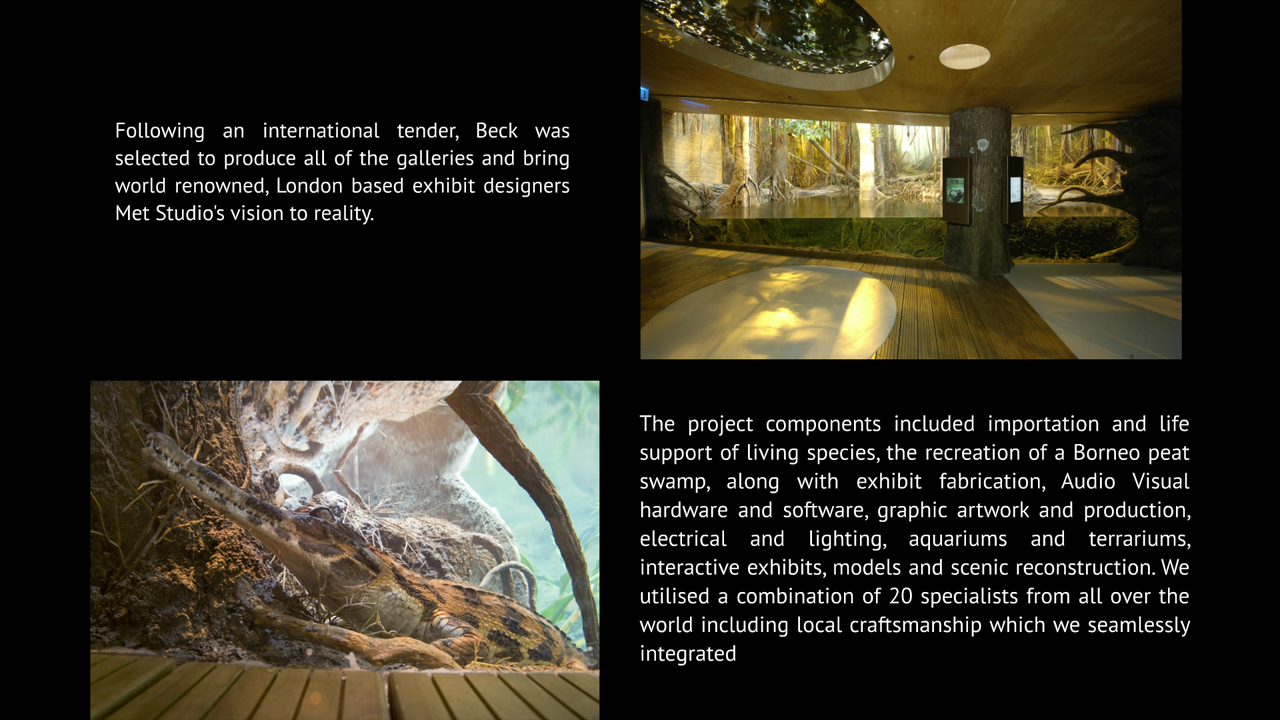 Following an international tender, Beck was
selected to produce all of the galleries and bring
world renowned, London based exhibit designers
Met Studio's vision to reality.
The project components included importation and life
support of living species, the recreation of a Borneo peat
swamp, along with exhibit fabrication, Audio Visual
hardware and software, graphic artwork and production,
electrical and lighting, aquariums and terrariums,
interactive exhibits, models and scenic reconstruction. We
utilised a combination of 20 specialists from all over the
world including local craftsmanship which we seamlessly
integrated